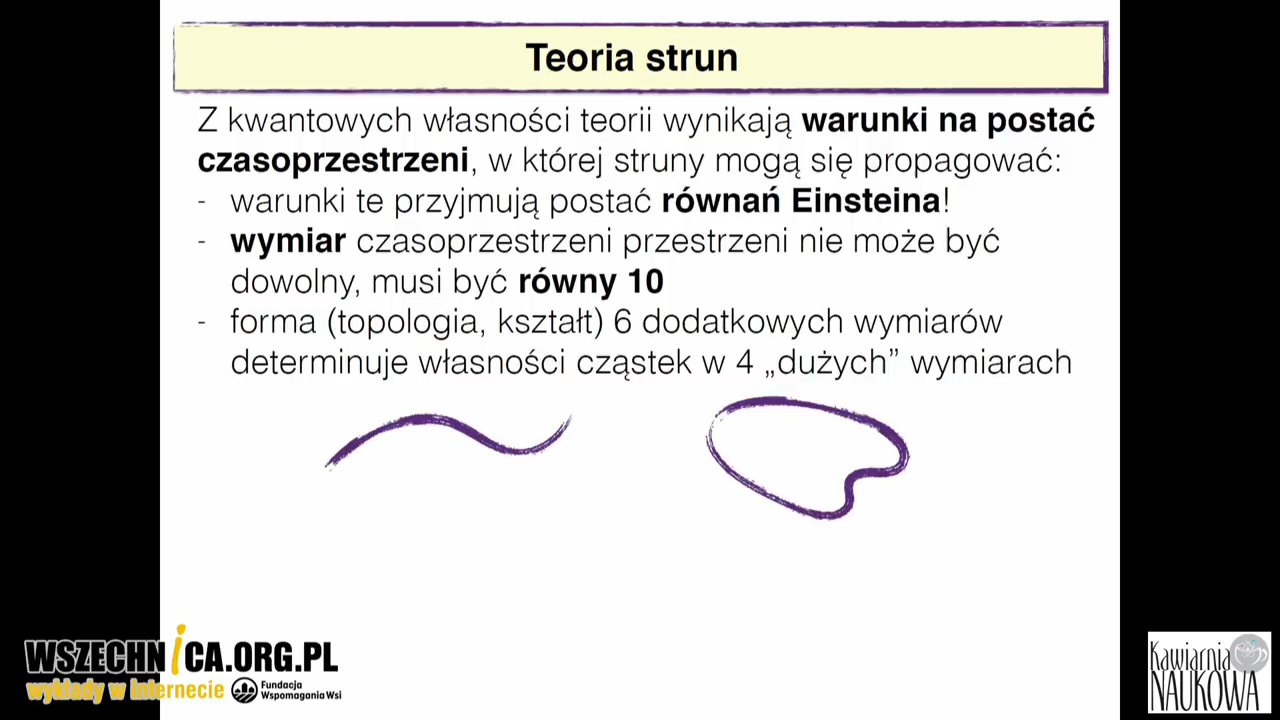 Teoria strun
Z kwantowych własności teorii wynikają warunki na postać
czasoprzestrzeni, w której struny mogą się propagować:
- warunki te przyjmują postać równań Einsteina!
- wymiar czasoprzestrzeni przestrzeni nie może być
dowolny, musi być równy 10
- forma (topologia, kształt) 6 dodatkowych wymiarów
determinuje własności cząstek w 4 „dużych” wymiarach
WSZECHNiCA.ORG.PL
wykłady w internecie
Fundacja
Wspomagania Wsi
Kawiarnia
NAUKOWA